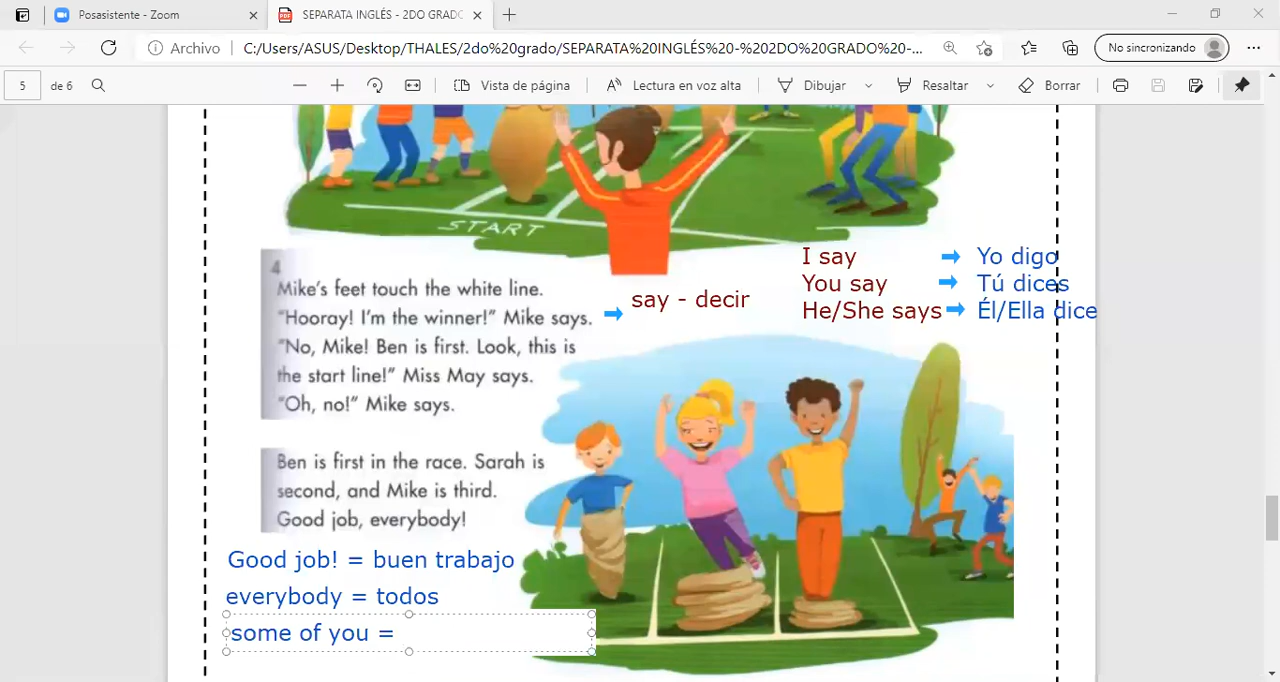 Posasistente - Zoom
SEPARATA INGLÉS - 2DO GRADO
Archivo
C:/Users/ASUS/Desktop/THALES/2do%20grado/SEPARATA%20INGLÉS%20-%202DO%20GRADO%20-...
No sincronizando
5 de 6
Vista de página
Lectura en voz alta
Dibujar
Resaltar
Borrar
START
4
Mike's feet touch the white line.
"Hooray! I'm the winner!" Mike says.
"No, Mike! Ben is first. Look, this is
the start line!" Miss May says.
"Oh, no!" Mike says.
say - decir
I say Yo digo
You say Tú dices
He/She says Él/Ella dice
Ben is first in the race. Sarah is
second, and Mike is third.
Good job, everybody!
Good job! = buen trabajo
everybody = todos
some of you =